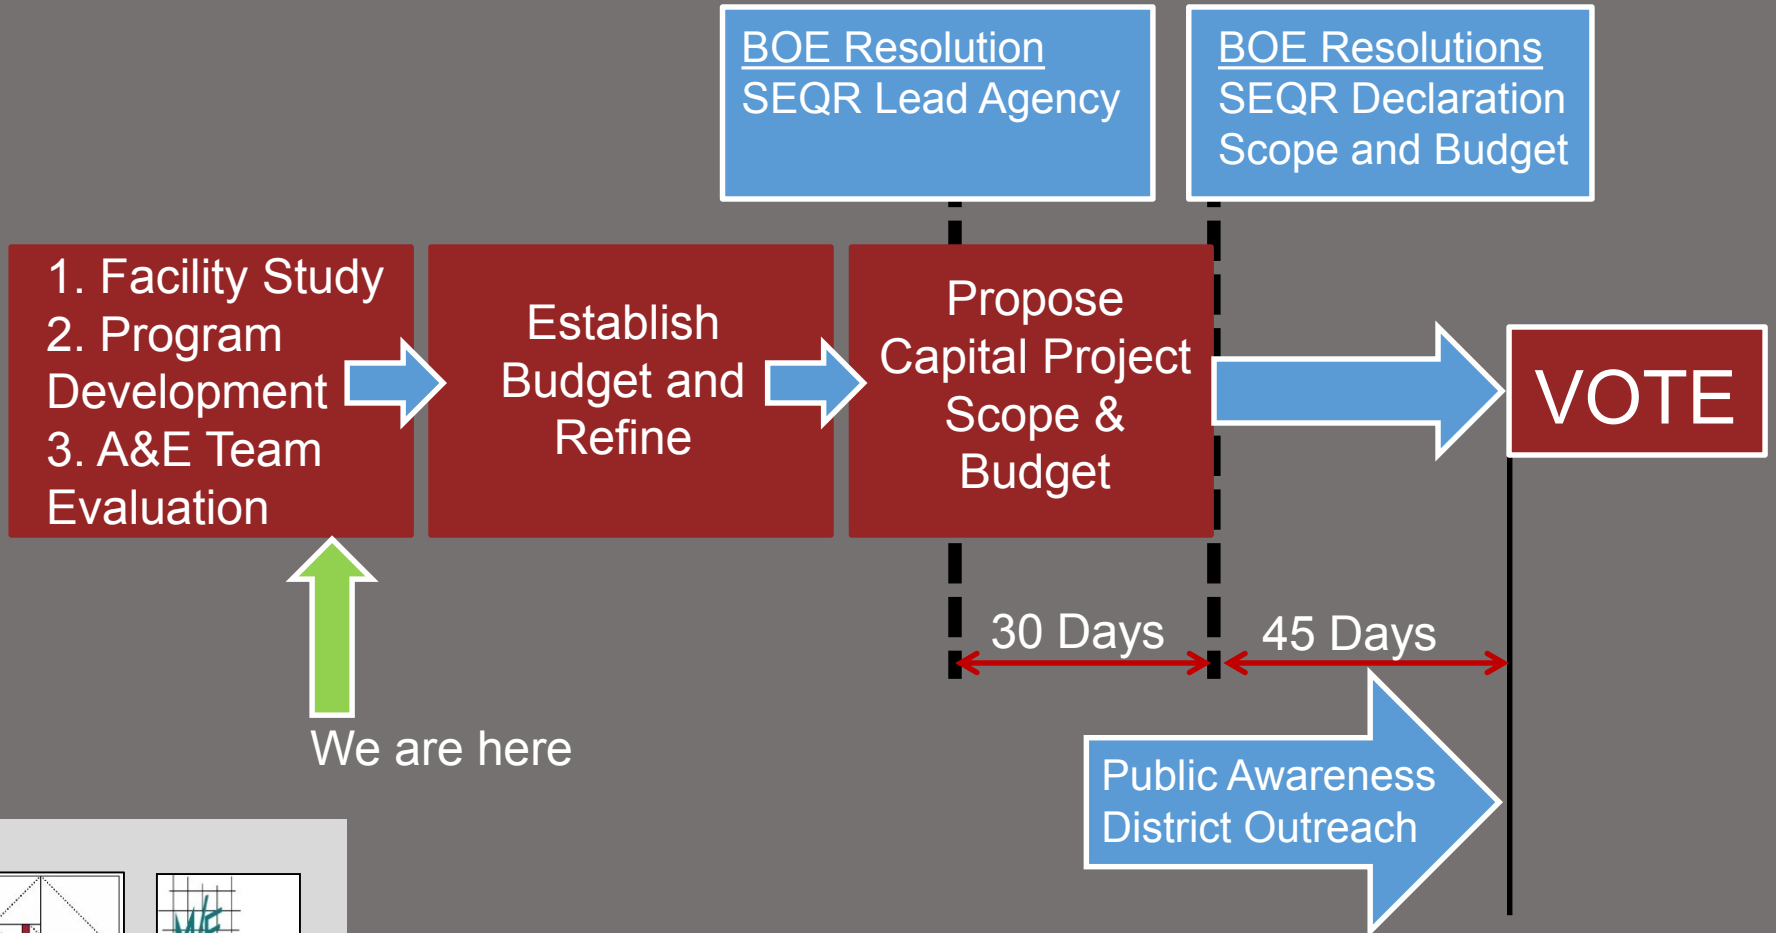 BOE Resolution
SEQR Lead Agency
BOE Resolutions
SEQR Declaration
Scope and Budget
1. Facility Study
2. Program
Development
3. A&E Team
Evaluation
Establish
Budget and
Refine
Propose
Capital Project
Scope &
Budget
VOTE
30 Days
45 Days
We are here
Public Awareness
District Outreach